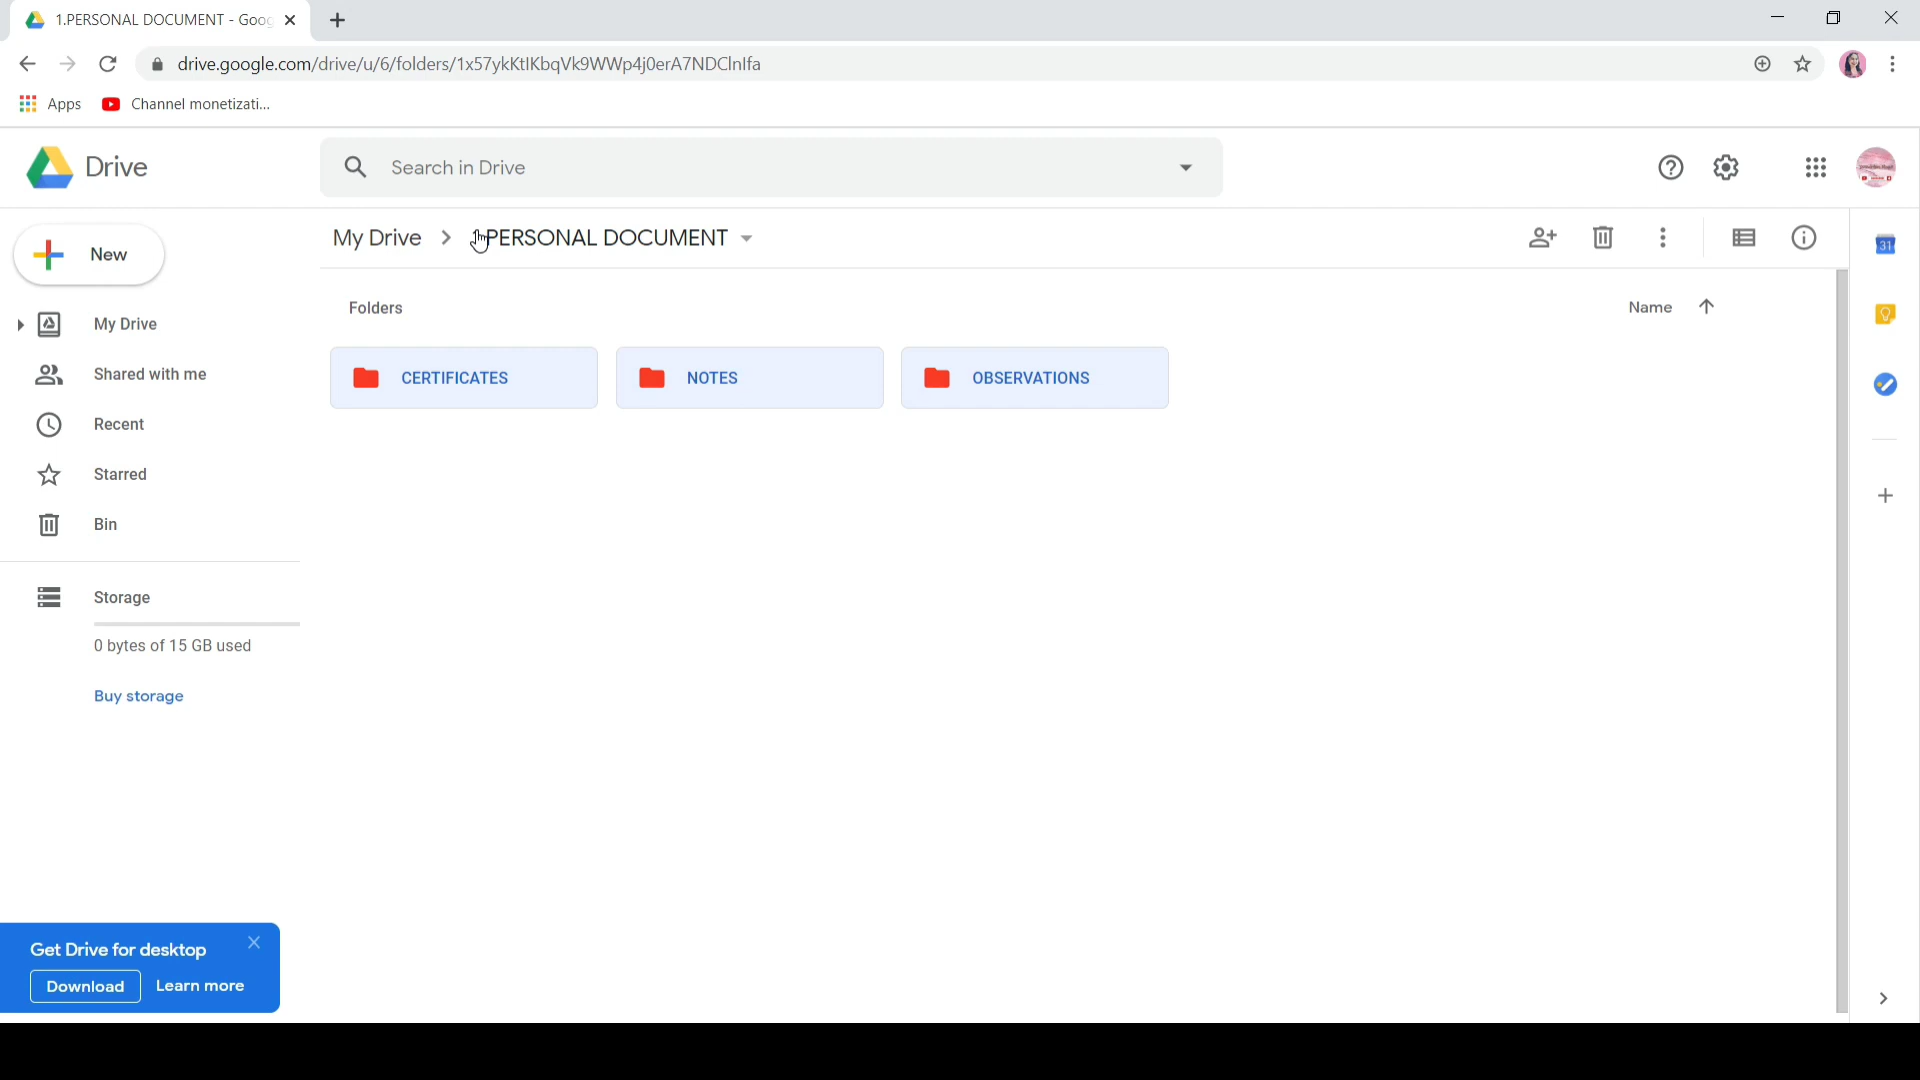 1.PERSONAL DOCUMENT - Goog
drive.google.com/drive/u/6/folders/1x57ykKtlKbqVk9WWp4j0erA7NDClnlfa
Apps
Channel monetizati...
Drive
Search in Drive
New
My Drive
PERSONAL DOCUMENT
31
My Drive
Shared with me
Recent
Starred
Bin
Storage
0 bytes of 15 GB used
Buy storage
Folders
Name
CERTIFICATES
NOTES
OBSERVATIONS
Get Drive for desktop
Download
Learn more